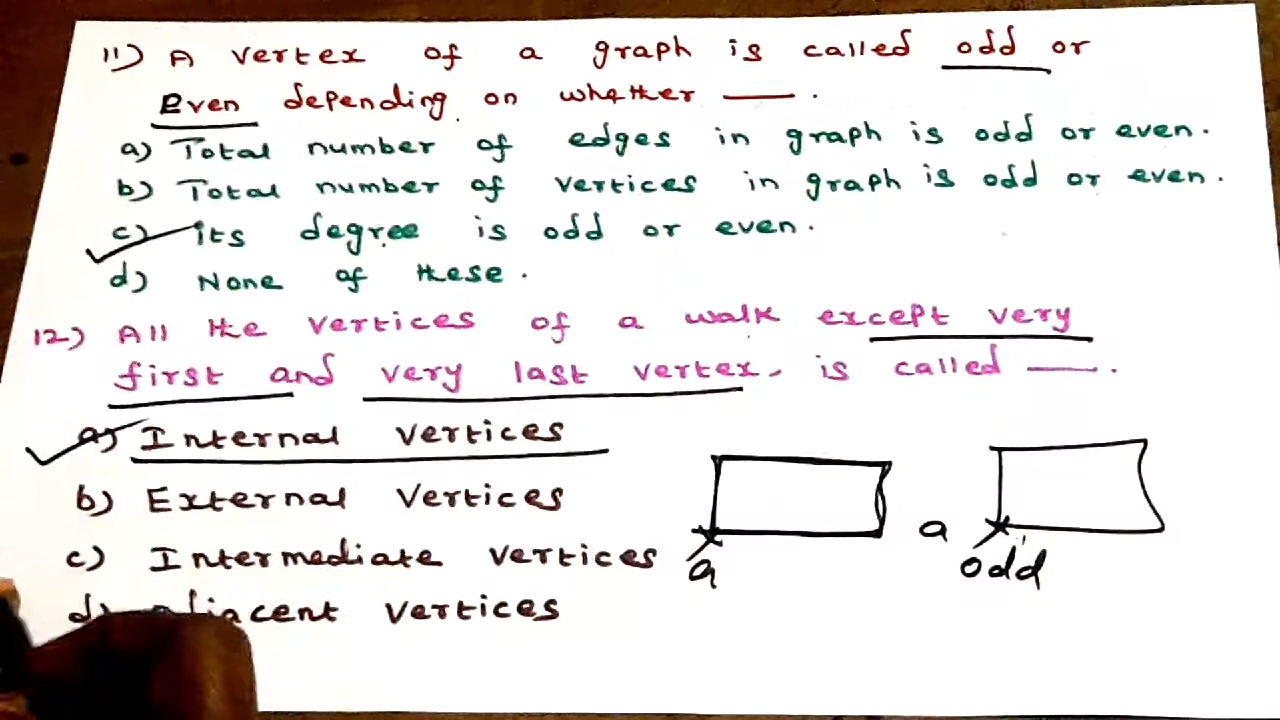 11) A vertex of a graph is called odd or
Even depending on whether ___.
a) Total number of edges in graph is odd or even.
b) Total number of vertices in graph is odd or even.
c) its degree is odd or even.
d) None of these.
12) All the vertices of a walk except very
first and very last vertex, is called ___.
a) Internal vertices
b) External vertices
c) Intermediate vertices
d) vertices
a
a
odd